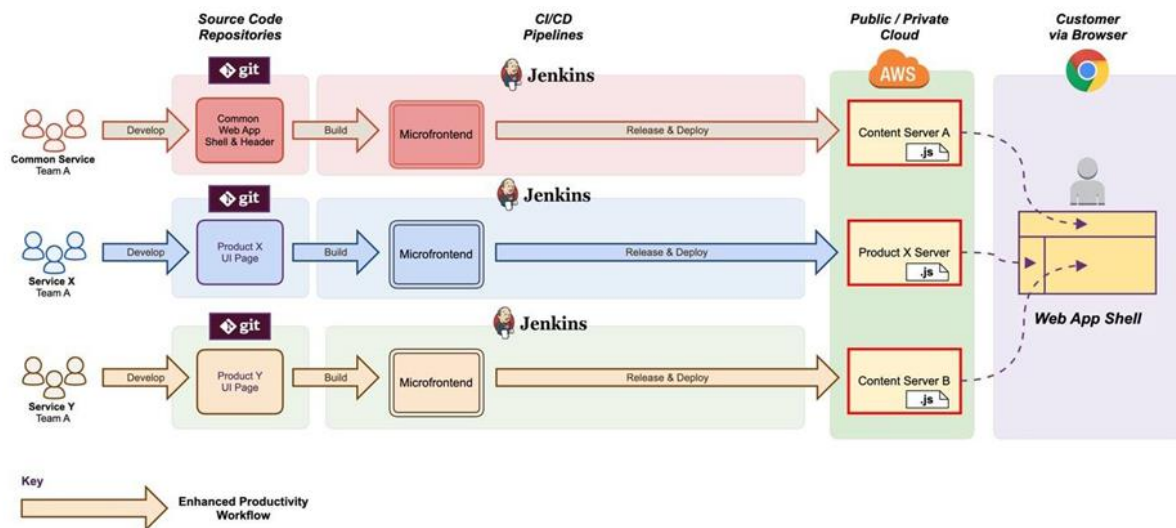 Source Code
Repositories
CI/CD
Pipelines
Public / Private
Cloud
Customer
via Browser
git
Jenkins
AWS
Develop
Common
Web App
Shell & Header
Build
Microfrontend
Release & Deploy
Content Server A
.js
Common Service
Team A
git
Jenkins
Develop
Product X
UI Page
Build
Microfrontend
Release & Deploy
Product X Server
.js
Service X
Team A
Web App Shell
git
Jenkins
Develop
Product Y
UI Page
Build
Microfrontend
Release & Deploy
Content Server B
.js
Service Y
Team A
Key
Enhanced Productivity
Workflow